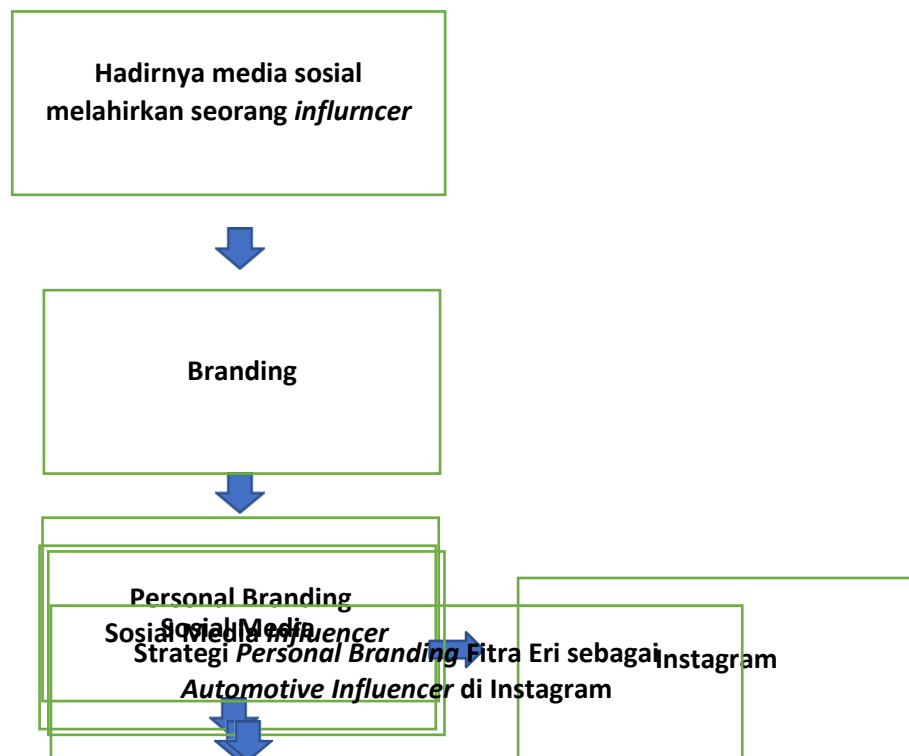 Hadirnya media sosial
melahirkan seorang influrncer
Branding
Personal Branding
Sosial Media
Sosial Media Influencer
Strategi Personal Branding Fitra Eri sebagai
Automotive Influencer di Instagram
Instagram